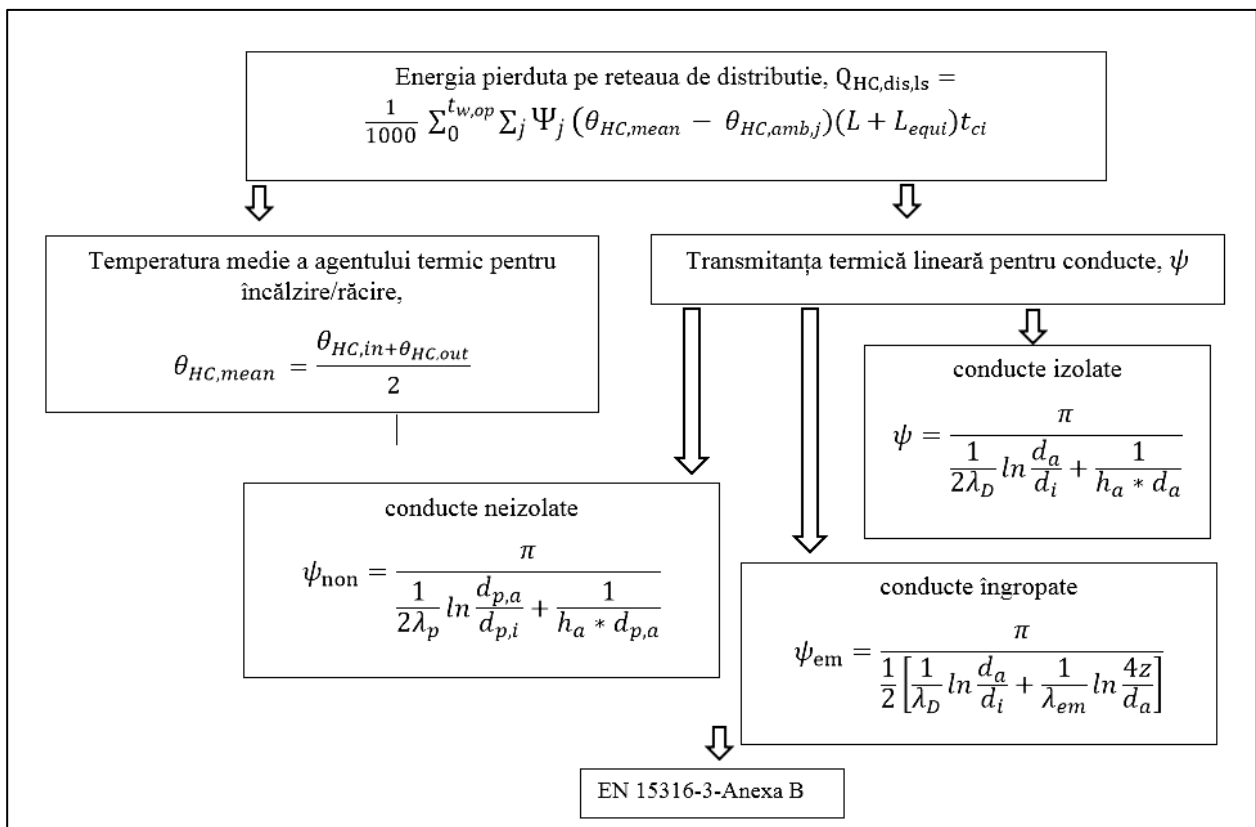 Energia pierduta pe reteaua de distributie, Q_HC,dis,ls =
1/1000 Σ_0^{t_w,op} Σ_j Ψ_j (θ_HC,mean − θ_HC,amb,j)(L + L_equi)t_ci
Temperatura medie a agentului termic pentru
încălzire/răcire,
θ_HC,mean = (θ_HC,in+θ_HC,out)/2
Transmitanța termică lineară pentru conducte, ψ
conducte izolate
ψ = π / (1/(2λ_D) ln d_a/d_i + 1/(h_a * d_a))
conducte neizolate
ψ_non = π / (1/(2λ_p) ln d_p,a/d_p,i + 1/(h_a * d_p,a))
conducte îngropate
ψ_em = π / (1/2 [1/λ_D ln d_a/d_i + 1/λ_em ln 4z/d_a])
EN 15316-3-Anexa B